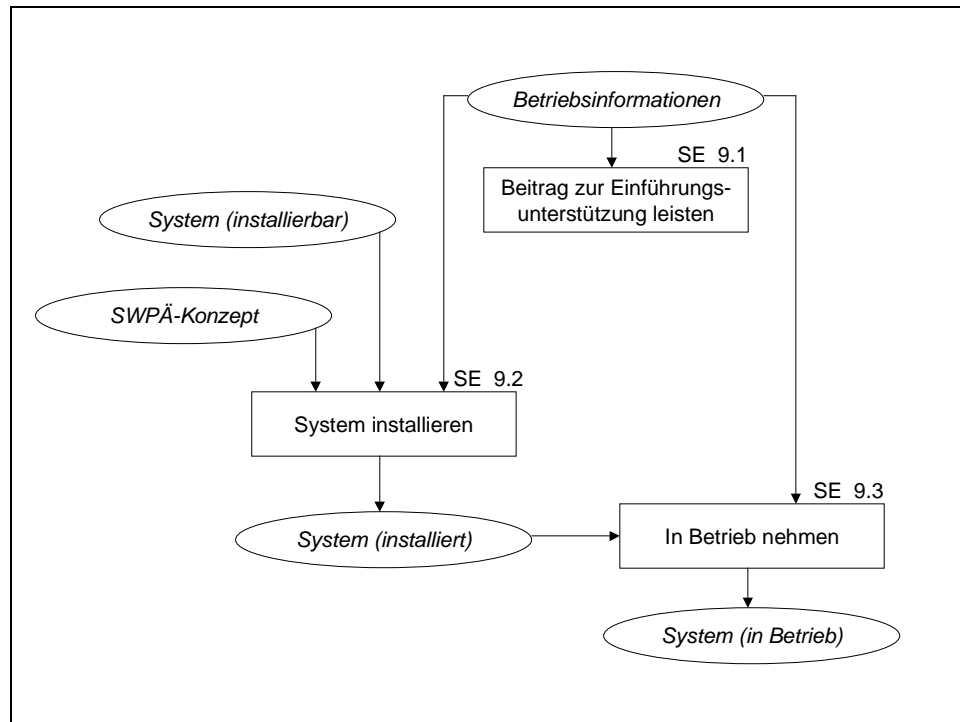 Betriebsinformationen
SE 9.1
Beitrag zur Einführungs-
unterstützung leisten
System (installierbar)
SWPÄ-Konzept
SE 9.2
System installieren
SE 9.3
System (installiert)
In Betrieb nehmen
System (in Betrieb)